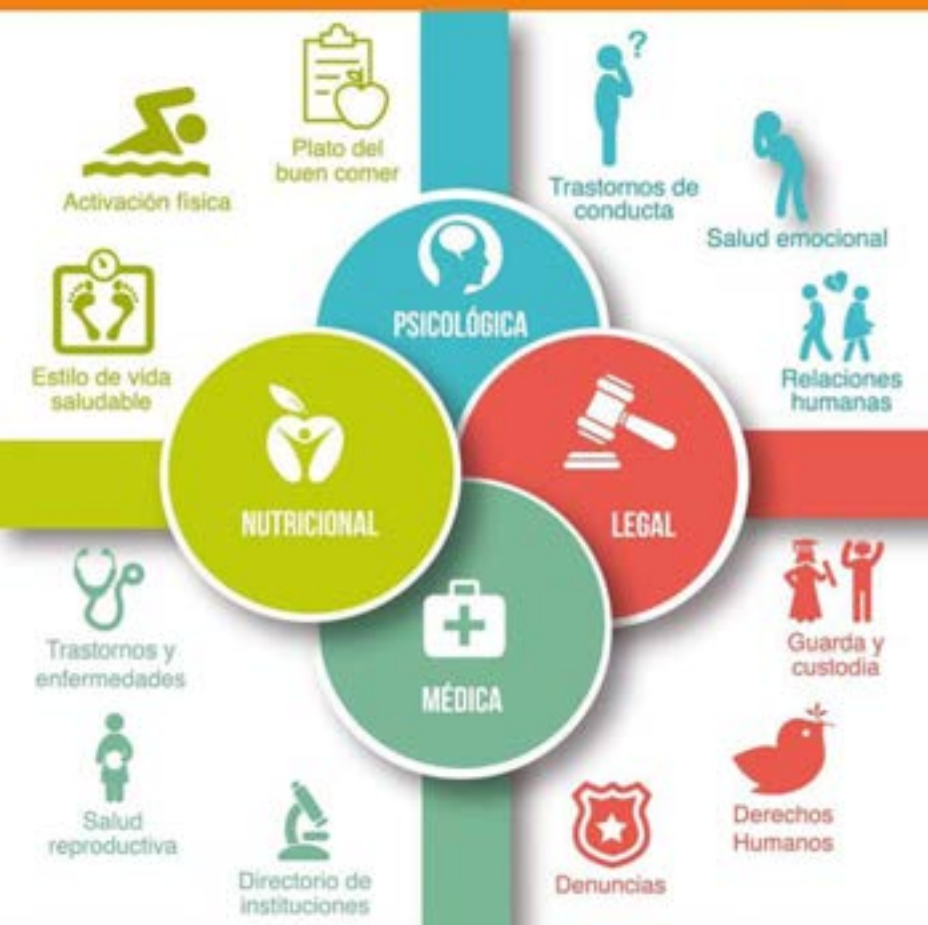 Plato del
buen comer
Activación física
Estilo de vida
saludable
?
Trastornos de
conducta
Salud emocional
Relaciones
humanas
PSICOLÓGICA
NUTRICIONAL
LEGAL
MÉDICA
Trastornos y
enfermedades
Salud
reproductiva
Directorio de
instituciones
Guarda y
custodia
Derechos
Humanos
Denuncias